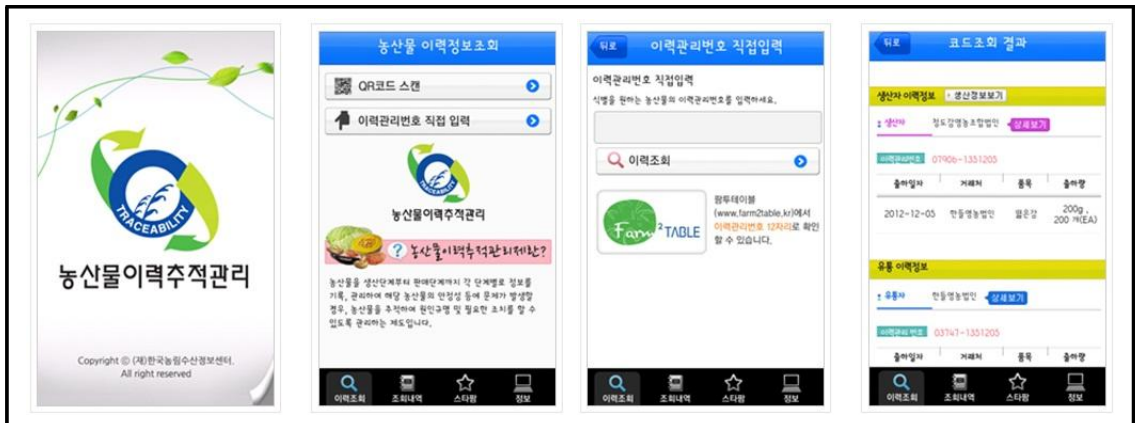 TRACEABILITY
농산물이력추적관리
Copyright ⓒ (재)한국농림수산정보센터.
All right reserved
농산물 이력정보조회
QR코드 스캔
이력관리번호 직접 입력
TRACEABILITY
농산물이력추적관리
? 농산물이력추적관리제란?
농산물을 생산단계부터 판매단계까지 각 단계별로 정보를
기록, 관리하여 해당 농산물의 안정성 등에 문제가 발생할
경우, 농산물을 추적하여 원인규명 및 필요한 조치를 할 수
있도록 관리하는 제도입니다.
이력조회 조회내역 스타팜 정보
뒤로 이력관리번호 직접입력
이력관리번호 직접입력
식별을 원하는 농산물의 이력관리번호를 입력하세요.
이력조회
Farm 2 TABLE
팜투테이블
(www.farm2table.kr)에서
이력관리번호 12자리로 확인
할 수 있습니다.
이력조회 조회내역 스타팜 정보
뒤로 코드조회 결과
생산자 이력정보 생산정보보기
생산자 청도감영농조합법인 상세보기
이력관리번호 07906-1351205
출하일자 거래처 품목 출하량
2012-12-05 한들영농법인 떫은감 200g,
200 개(EA)
유통 이력정보
유통자 한들영농법인 상세보기
이력관리 번호 03747-1351205
출하일자 거래처 품목 출하량
이력조회 조회내역 스타팜 정보